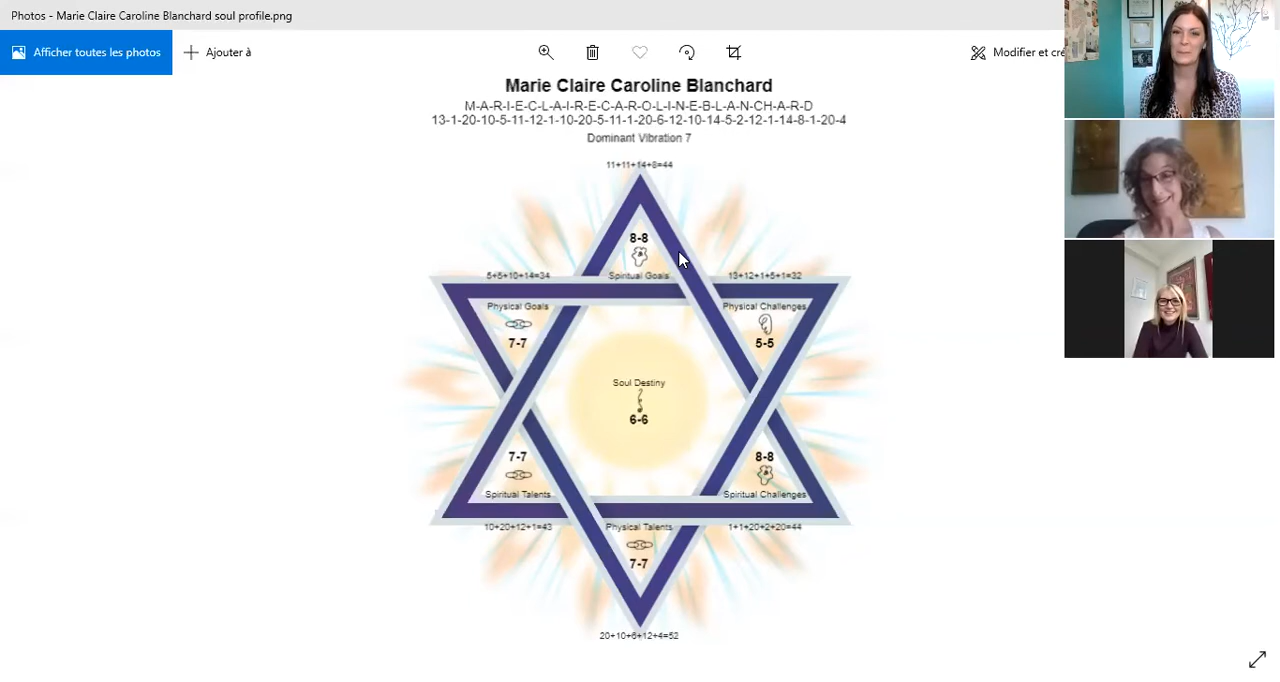 Photos - Marie Claire Caroline Blanchard soul profile.png
Afficher toutes les photos
Ajouter à
Modifier et cré
Marie Claire Caroline Blanchard
M-A-R-I-E-C-L-A-I-R-E-C-A-R-O-L-I-N-E-B-L-A-N-CH-A-R-D
13-1-20-10-5-11-12-1-10-20-5-11-1-20-6-12-10-14-5-2-12-1-14-8-1-20-4
Dominant Vibration 7
11+11+14+8=44
8-8
Spiritual Goals
5+5+10+14=34
13+12+1+5+1=32
Physical Goals
Physical Challenges
7-7
5-5
Soul Destiny
6-6
7-7
8-8
Spiritual Talents
Spiritual Challenges
10+20+12+1=43
Physical Talents
1+1+20+2+20=44
7-7
20+10+6+12+4=52